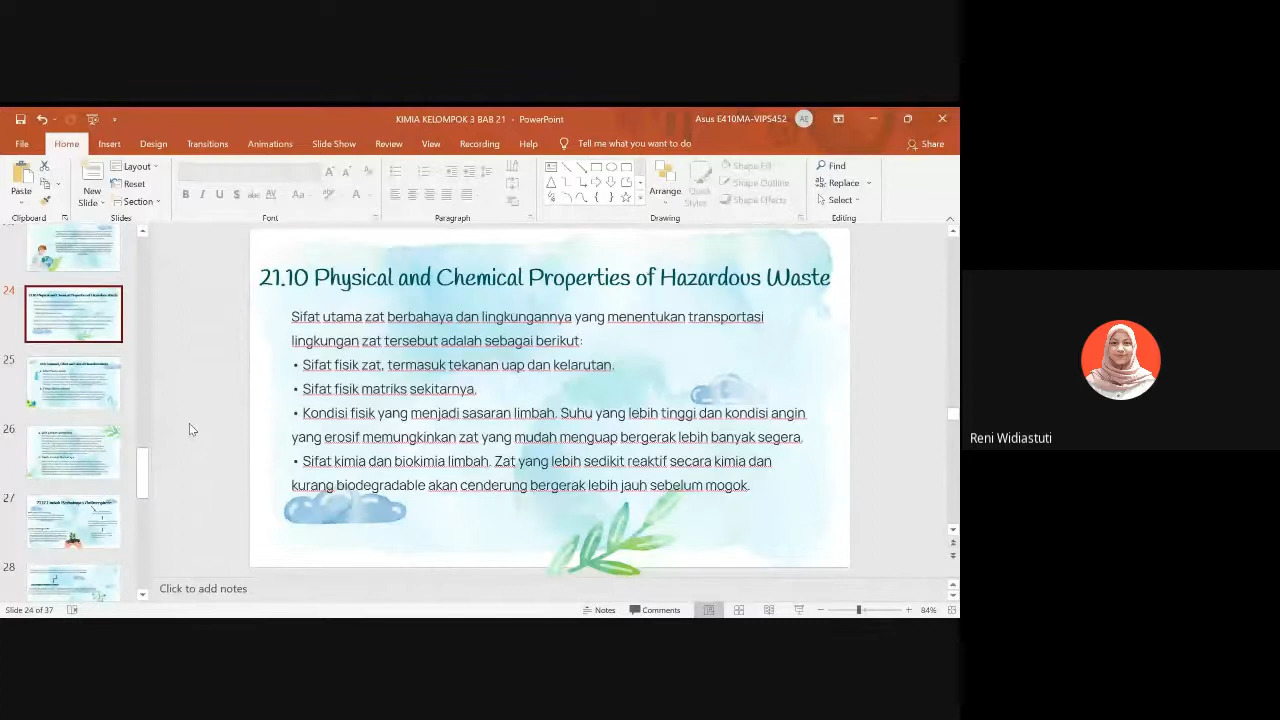 KIMIA KELOMPOK 3 BAB 21 - PowerPoint
Asus E410MA-VIPS452
AE
File Home Insert Design Transitions Animations Slide Show Review View Recording Help Tell me what you want to do
Share
Paste
Clipboard
New
Slide
Layout
Reset
Section
Slides
Font
Paragraph
Arrange
Quick
Styles
Shape Fill
Shape Outline
Shape Effects
Drawing
Find
Replace
Select
Editing
24
25
26
27
28
21.10 Physical and Chemical Properties of Hazardous Waste
Sifat utama zat berbahaya dan lingkungannya yang menentukan transportasi
lingkungan zat tersebut adalah sebagai berikut:
• Sifat fisik zat, termasuk tekanan uap dan kelarutan.
• Sifat fisik matriks sekitarnya.
• Kondisi fisik yang menjadi sasaran limbah. Suhu yang lebih tinggi dan kondisi angin
memungkinkan zat menguap bergerak lebih banyak.
• Sifat dan limbah. Zat yang lebih sedikit reaktif secara kimia dan
kurang biodegradable akan cenderung bergerak lebih jauh sebelum mogok.
Click to add notes
Slide 24 of 37
Notes
Comments
84%
Reni Widiastuti